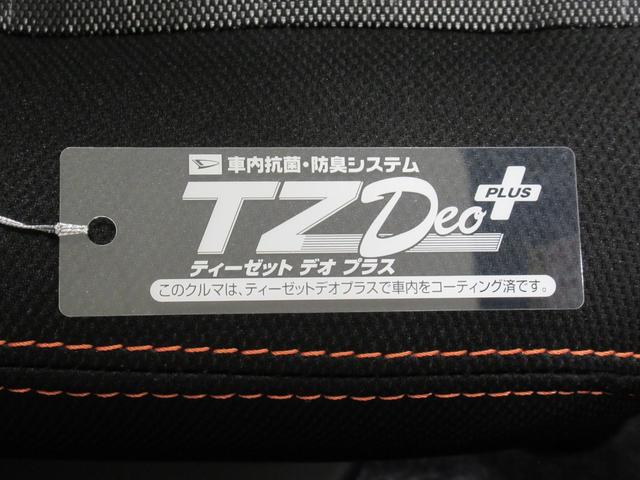 車内抗菌・防臭システム
TZ Deo PLUS
ティーゼット デオ プラス
このクルマは、ティーゼットデオプラスで車内をコーティング済です。